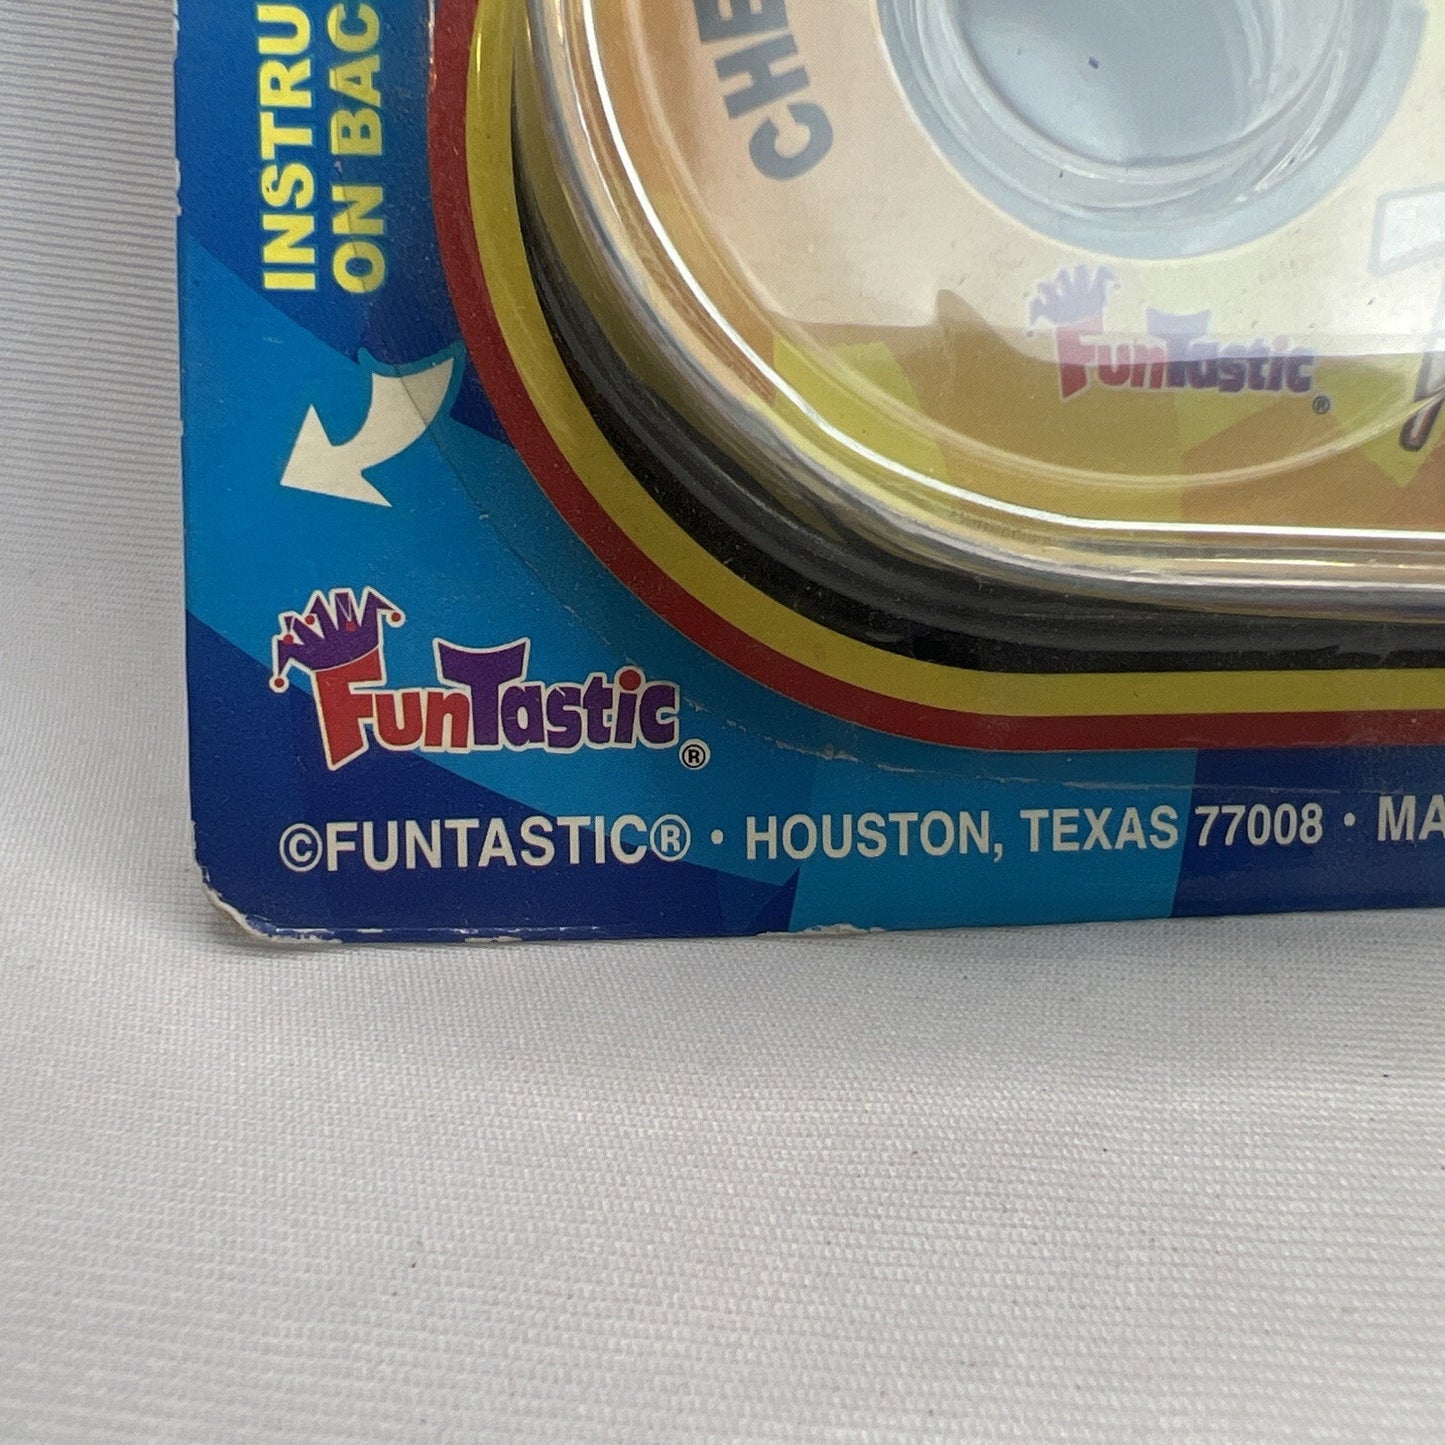 INSTRU
ON BAC
CHE
FunTastic®
FunTastic®
©FUNTASTIC® • HOUSTON, TEXAS 77008 • MA